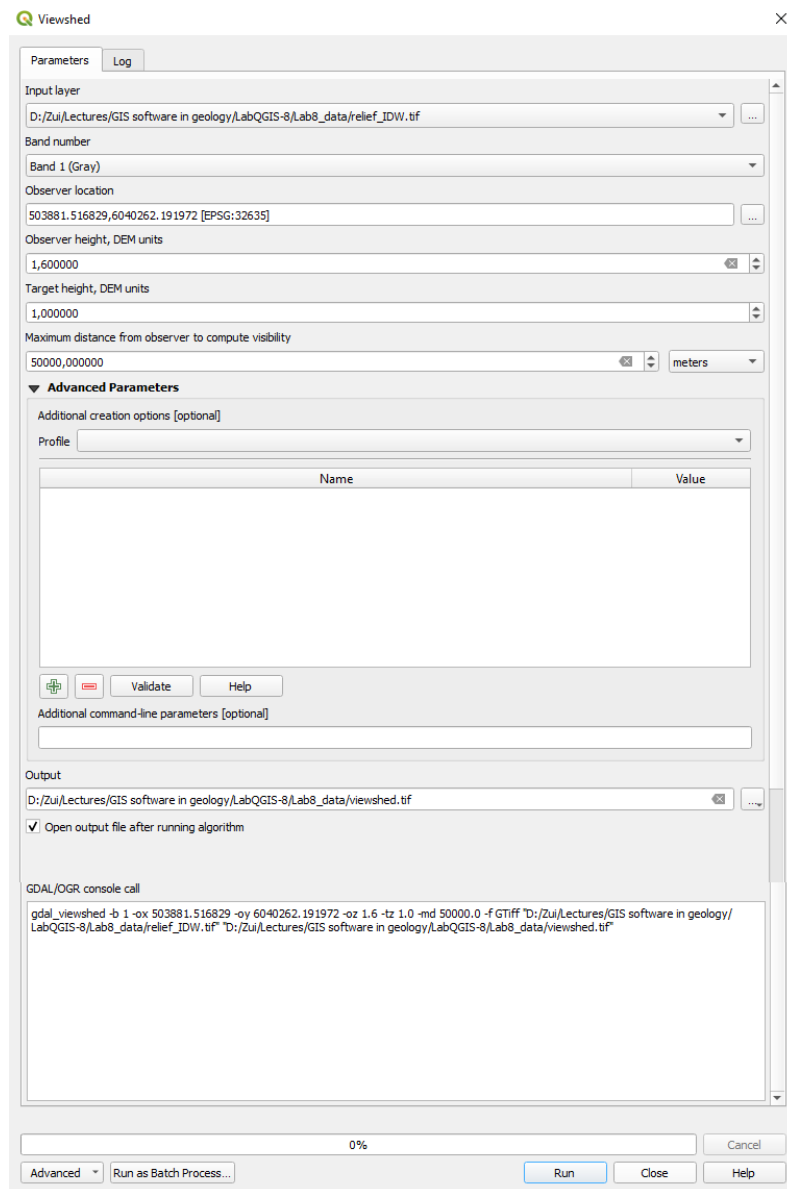 Viewshed
Parameters
Log
Input layer
D:/Zui/Lectures/GIS software in geology/LabQGIS-8/Lab8_data/relief_IDW.tif
...
Band number
Band 1 (Gray)
Observer location
503881.516829,6040262.191972 [EPSG:32635]
...
Observer height, DEM units
1,600000
Target height, DEM units
1,000000
Maximum distance from observer to compute visibility
50000,000000
meters
Advanced Parameters
Additional creation options [optional]
Profile
Name
Value
Validate
Help
Additional command-line parameters [optional]
Output
D:/Zui/Lectures/GIS software in geology/LabQGIS-8/Lab8_data/viewshed.tif
...
Open output file after running algorithm
GDAL/OGR console call
gdal_viewshed -b 1 -ox 503881.516829 -oy 6040262.191972 -oz 1.6 -tz 1.0 -md 50000.0 -f GTiff "D:/Zui/Lectures/GIS software in geology/
LabQGIS-8/Lab8_data/relief_IDW.tif" "D:/Zui/Lectures/GIS software in geology/LabQGIS-8/Lab8_data/viewshed.tif"
0%
Cancel
Advanced
Run as Batch Process...
Run
Close
Help